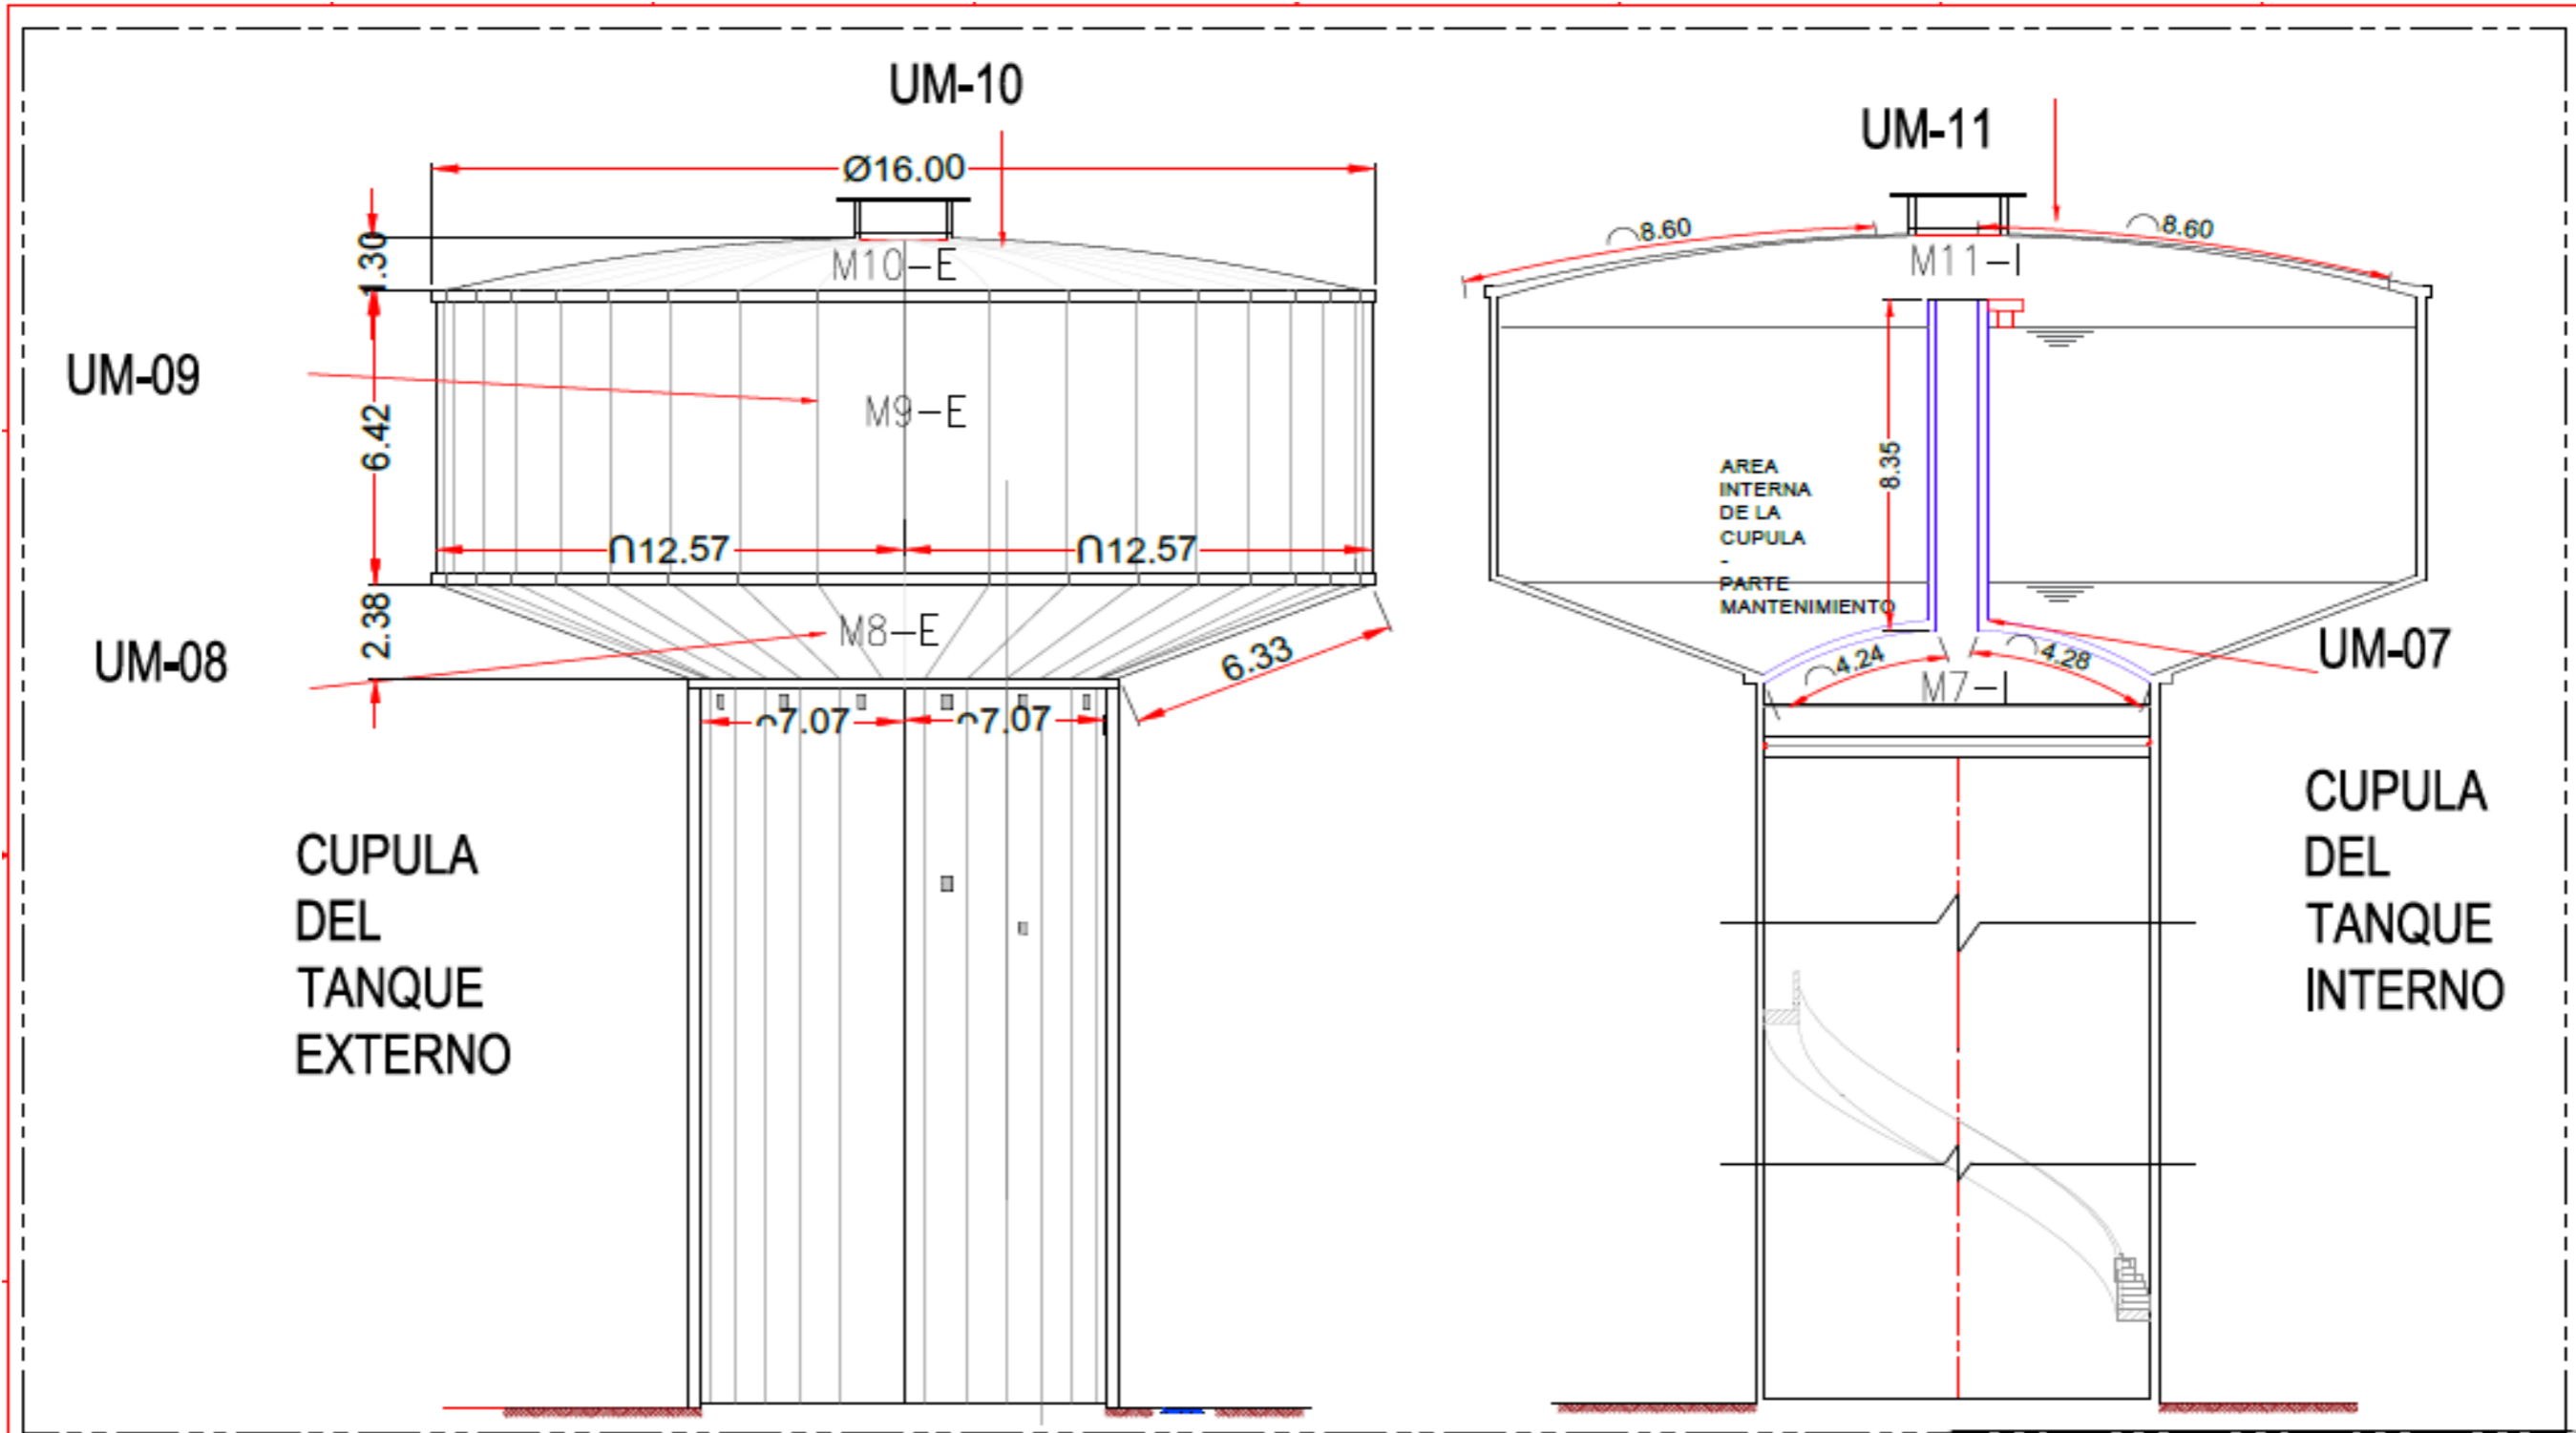 UM-10
UM-11
Ø16.00
1.30
M10-E
8.60
8.60
M11-I
UM-09
6.42
M9-E
8.35
AREA
INTERNA
DE LA
CUPULA
-
PARTE
MANTENIMIENTO
∩12.57
∩12.57
UM-08
2.38
M8-E
6.33
4.24
4.28
UM-07
M7-I
⌒7.07
⌒7.07
CUPULA
DEL
TANQUE
EXTERNO
CUPULA
DEL
TANQUE
INTERNO